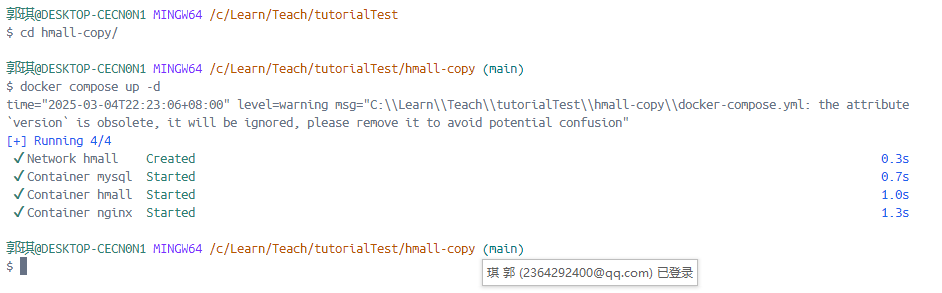 郭琪@DESKTOP-CECN0N1 MINGW64 /c/Learn/Teach/tutorialTest
$ cd hmall-copy/
郭琪@DESKTOP-CECN0N1 MINGW64 /c/Learn/Teach/tutorialTest/hmall-copy (main)
$ docker compose up -d
time="2025-03-04T22:23:06+08:00" level=warning msg="C:\\Learn\\Teach\\tutorialTest\\hmall-copy\\docker-compose.yml: the attribute
`version` is obsolete, it will be ignored, please remove it to avoid potential confusion"
[+] Running 4/4
✔ Network hmall Created 0.3s
✔ Container mysql Started 0.7s
✔ Container hmall Started 1.0s
✔ Container nginx Started 1.3s
郭琪@DESKTOP-CECN0N1 MINGW64 /c/Learn/Teach/tutorialTest/hmall-copy (main)
$
琪 郭 (2364292400@qq.com) 已登录